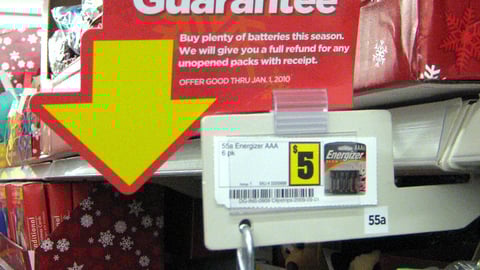 Guarantee
Buy plenty of batteries this season.
We will give you a full refund for any
unopened packs with receipt.
OFFER GOOD THRU JAN. 1, 2010
55a Energizer AAA
6 pk
$5
Energizer
55a